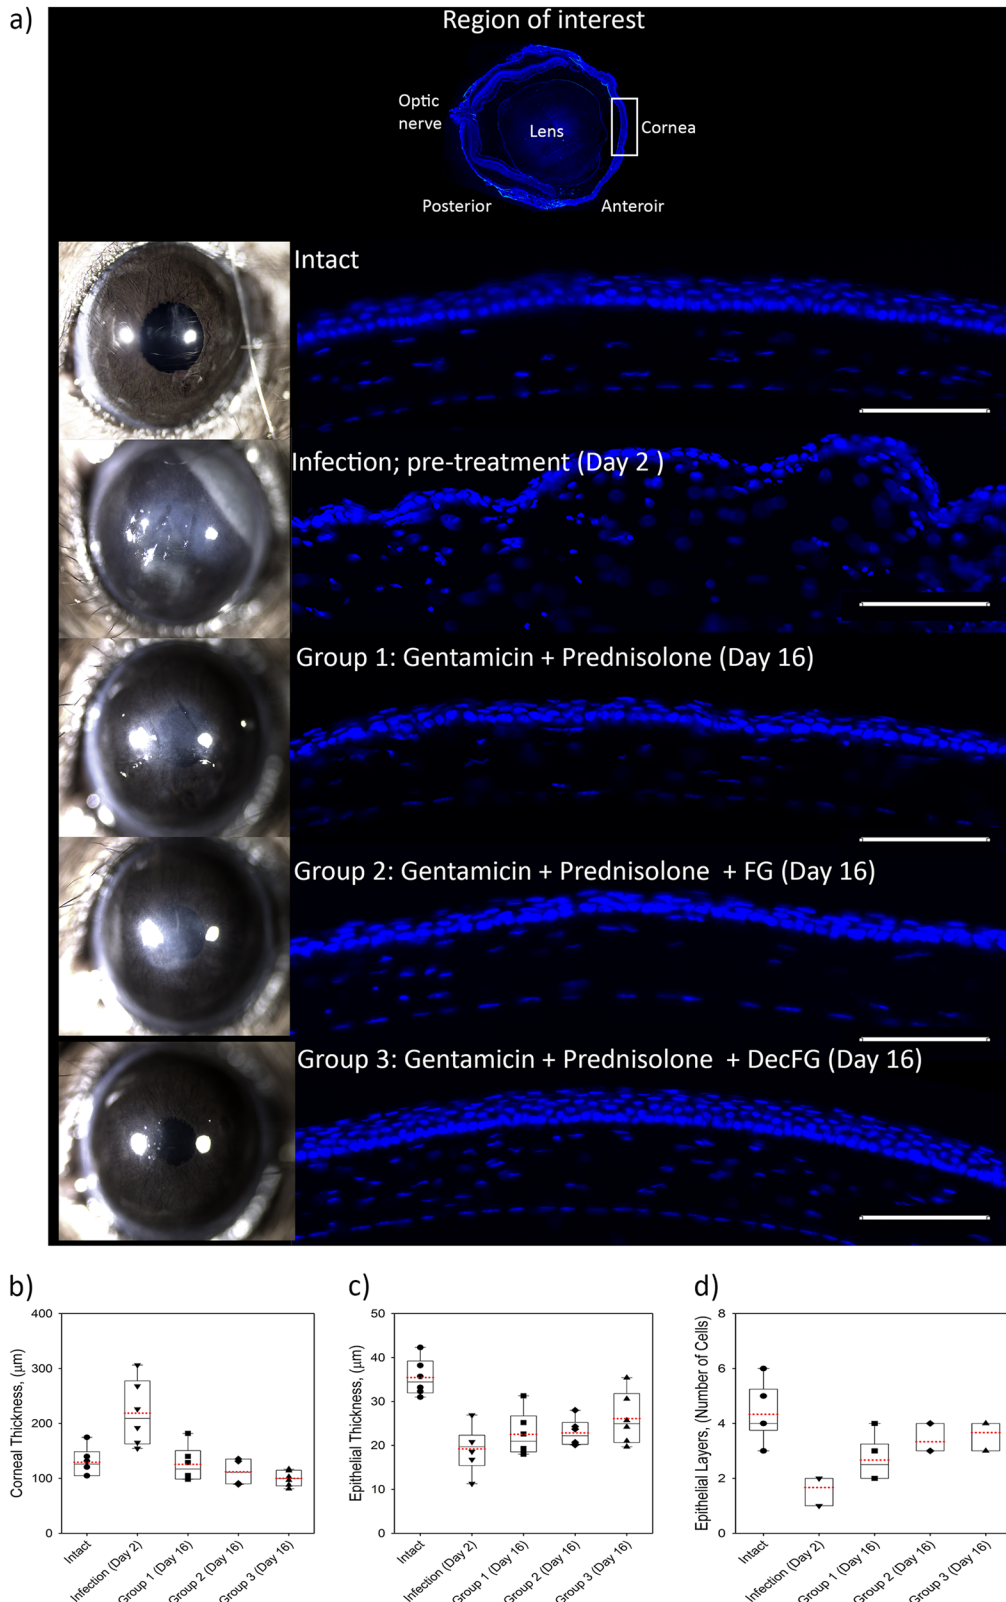 a)
Region of interest
Optic
nerve
Lens
Cornea
Posterior
Anteroir
Intact
Infection; pre-treatment (Day 2 )
Group 1: Gentamicin + Prednisolone (Day 16)
Group 2: Gentamicin + Prednisolone + FG (Day 16)
Group 3: Gentamicin + Prednisolone + DecFG (Day 16)
b)
Corneal Thickness, (μm)
400
300
200
100
0
Intact
Infection (Day 2)
Group 1 (Day 16)
Group 2 (Day 16)
Group 3 (Day 16)
c)
Epithelial Thickness, (μm)
50
40
30
20
10
0
Intact
Infection (Day 2)
Group 1 (Day 16)
Group 2 (Day 16)
Group 3 (Day 16)
d)
Epithelial Layers, (Number of Cells)
8
6
4
2
0
Intact
Infection (Day 2)
Group 1 (Day 16)
Group 2 (Day 16)
Group 3 (Day 16)